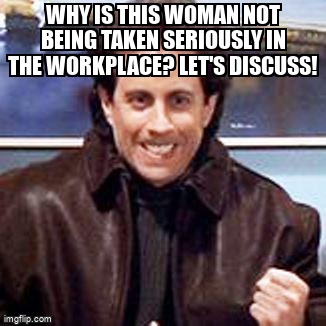 WHY IS THIS WOMAN NOT
BEING TAKEN SERIOUSLY IN
THE WORKPLACE? LET'S DISCUSS!
imgflip.com